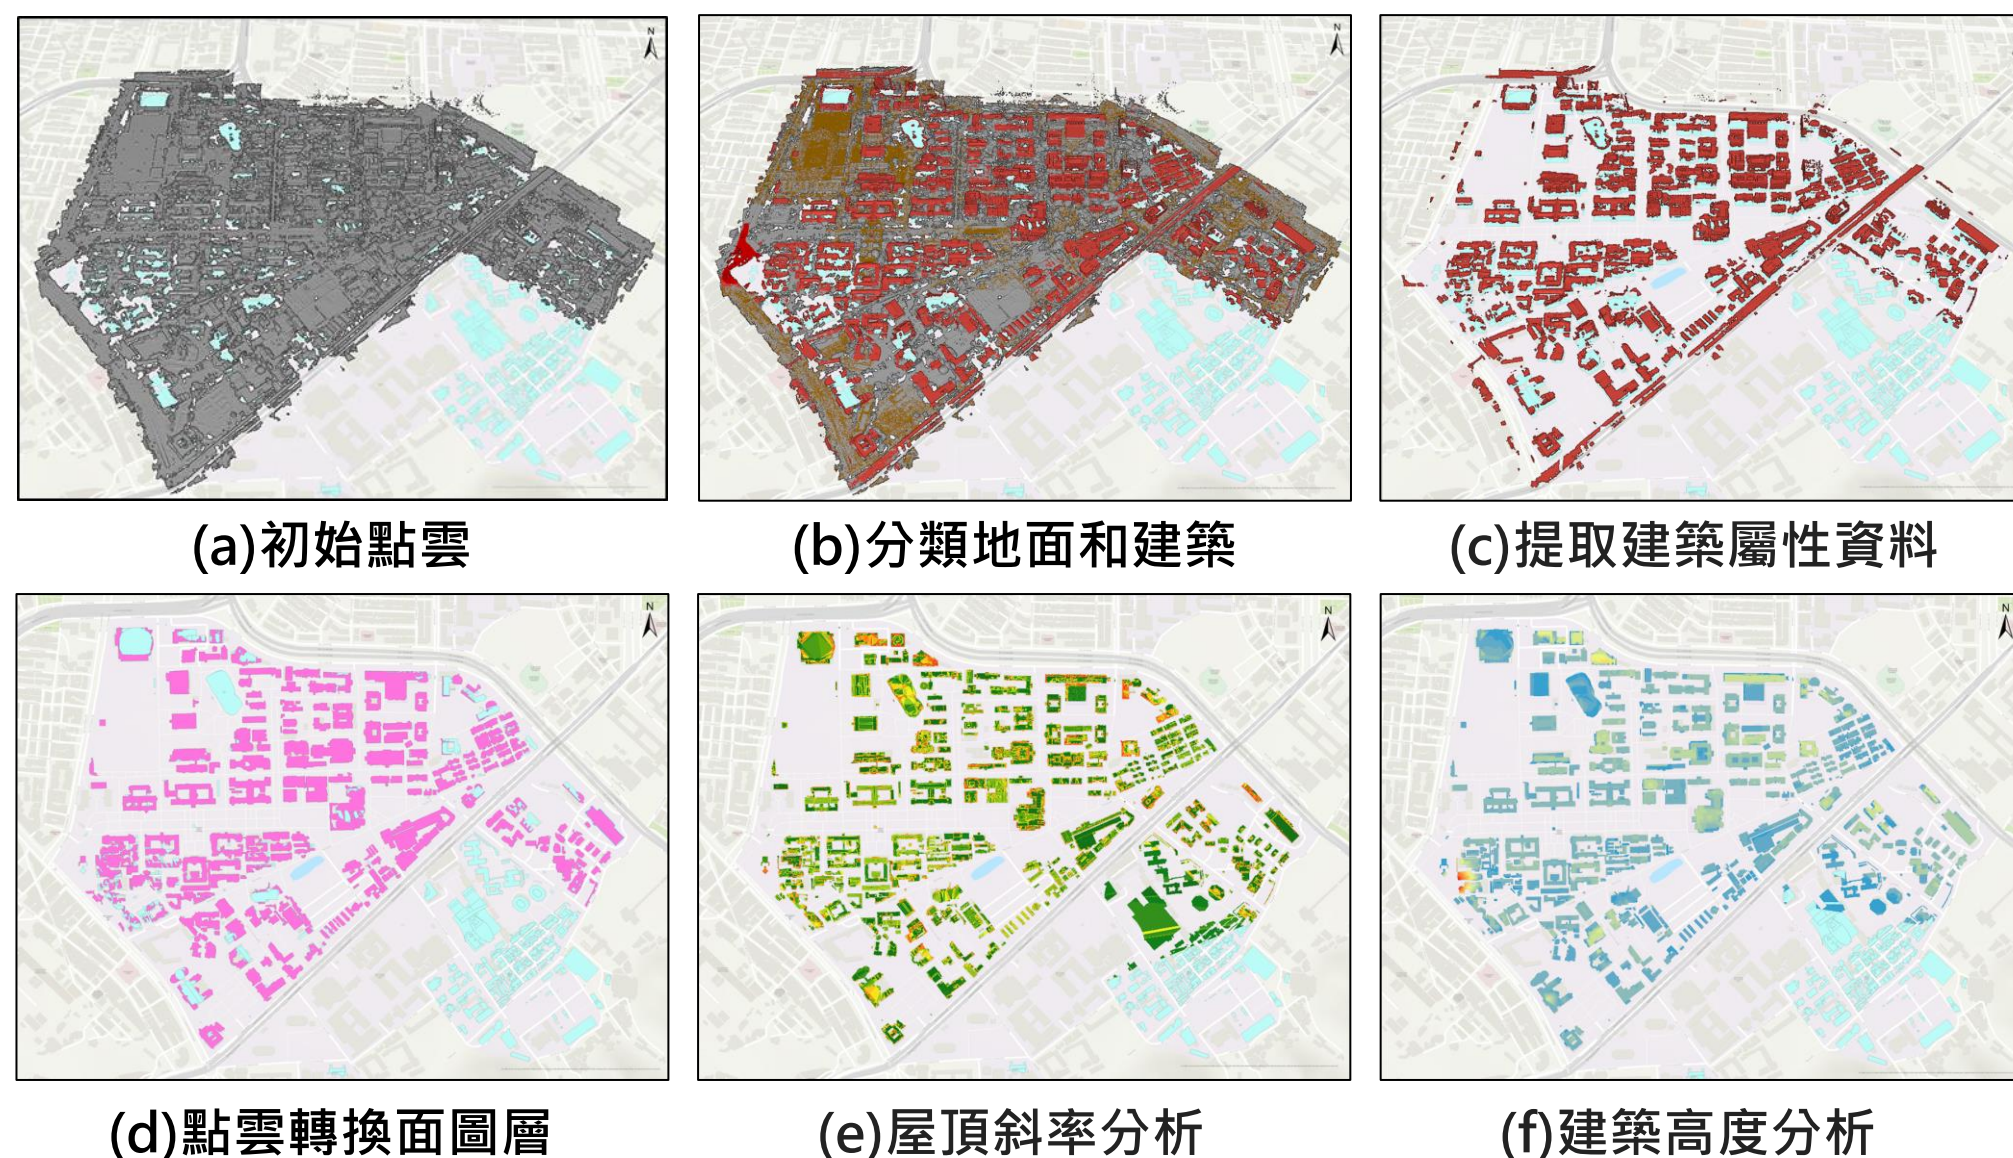 N
N
(a)初始點雲
(b)分類地面和建築
(c)提取建築屬性資料
N
N
N
(d)點雲轉換面圖層
(e)屋頂斜率分析
(f)建築高度分析